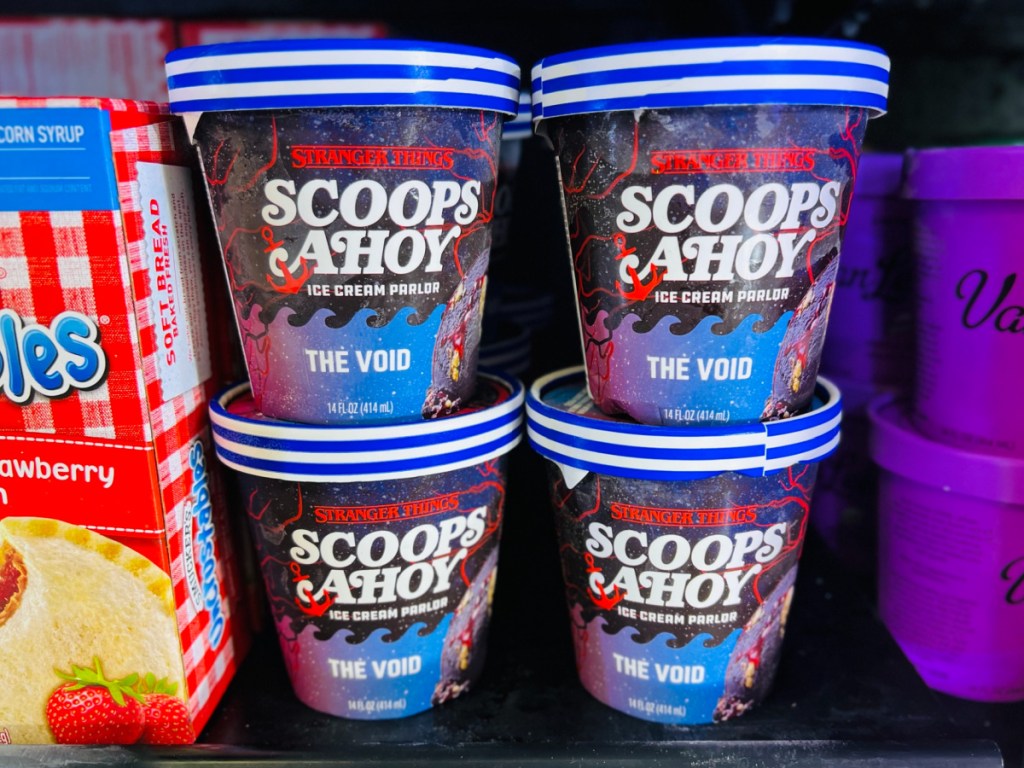 CORN SYRUP
SOFT BREAD
BAKED FRESH
les®
awberry
SMUCKER'S
uncrustables
STRANGER THINGS
SCOOPS
AHOY
ICE CREAM PARLOR
THE VOID
14 FL OZ (414 mL)
STRANGER THINGS
SCOOPS
AHOY
ICE CREAM PARLOR
THE VOID
14 FL OZ (414 mL)
STRANGER THINGS
SCOOPS
AHOY
ICE CREAM PARLOR
THE VOID
14 FL OZ (414 mL)
STRANGER THINGS
SCOOPS
AHOY
ICE CREAM PARLOR
THE VOID
14 FL OZ (414 mL)
Va